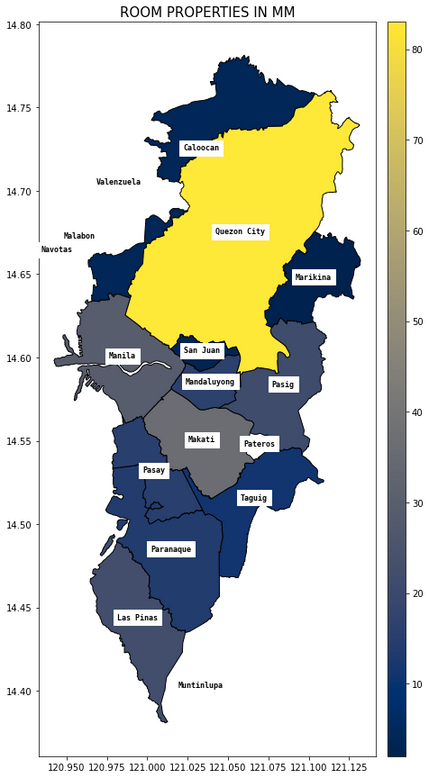 ROOM PROPERTIES IN MM
14.80
80
14.75
Caloocan
70
Valenzuela
14.70
Quezon City
Malabon
60
Navotas
14.65
Marikina
50
San Juan
14.60
Manila
Mandaluyong
Pasig
40
Makati
Pateros
14.55
Pasay
30
Taguig
14.50
Paranaque
20
14.45
Las Pinas
Muntinlupa
14.40
10
120.950 120.975 121.000 121.025 121.050 121.075 121.100 121.125